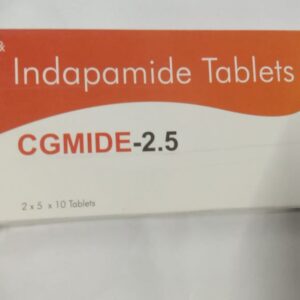 &
Indapamide Tablets
CGMIDE-2.5
2 x 5 x 10 Tablets